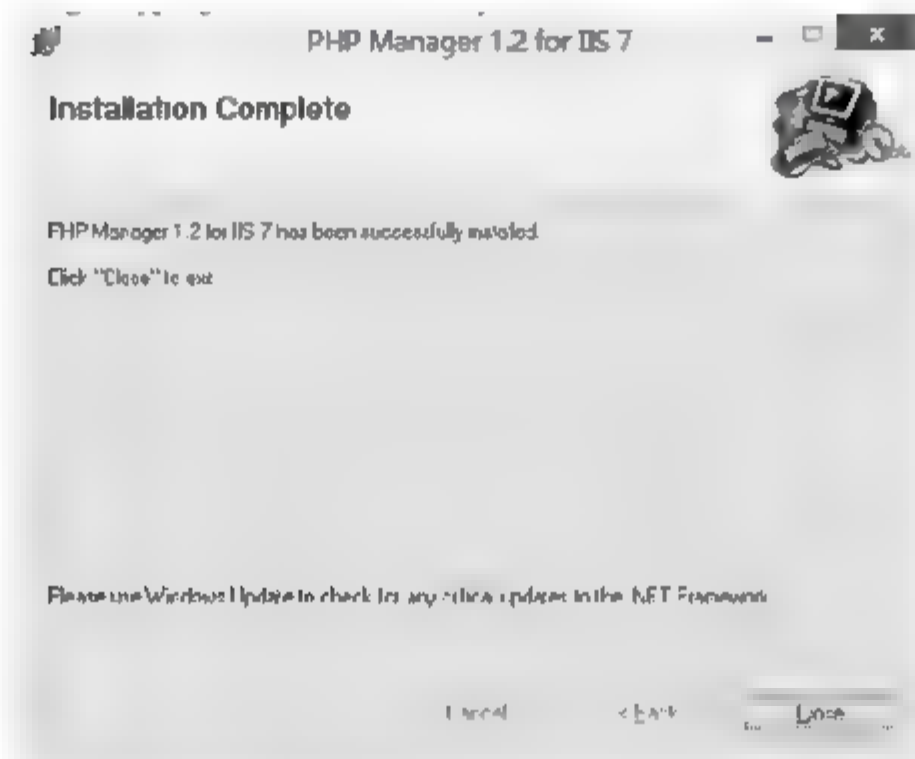 PHP Manager 1.2 for IIS 7
Installation Complete
PHP Manager 1.2 for IIS 7 has been successfully installed.
Click "Close" to exit.
Please use Windows Update to check for any critical updates to the .NET Framework.
Cancel
< Back
Close